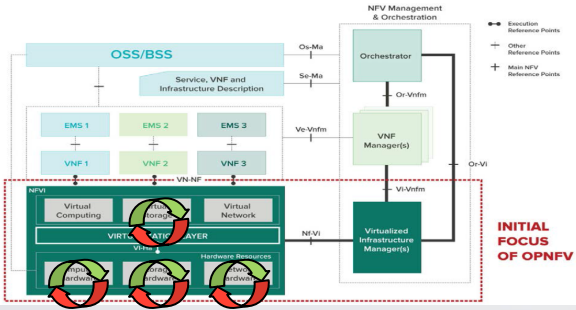 NFV Management
& Orchestration
Execution
Reference Points
Other
Reference Points
Main NFV
Reference Points
OSS/BSS
Os-Ma
Orchestrator
Service, VNF and
Infrastructure Description
Se-Ma
Or-Vnfm
EMS 1
EMS 2
EMS 3
Ve-Vnfm
VNF
Manager(s)
VNF 1
VNF 2
VNF 3
Or-Vi
VN-NF
Vi-Vnfm
NFVI
Virtual
Computing
Virtual
Network
LAYER
Nf-Vi
Virtualized
Infrastructure
Manager(s)
Hardware Resources
INITIAL
FOCUS
OF OPNFV